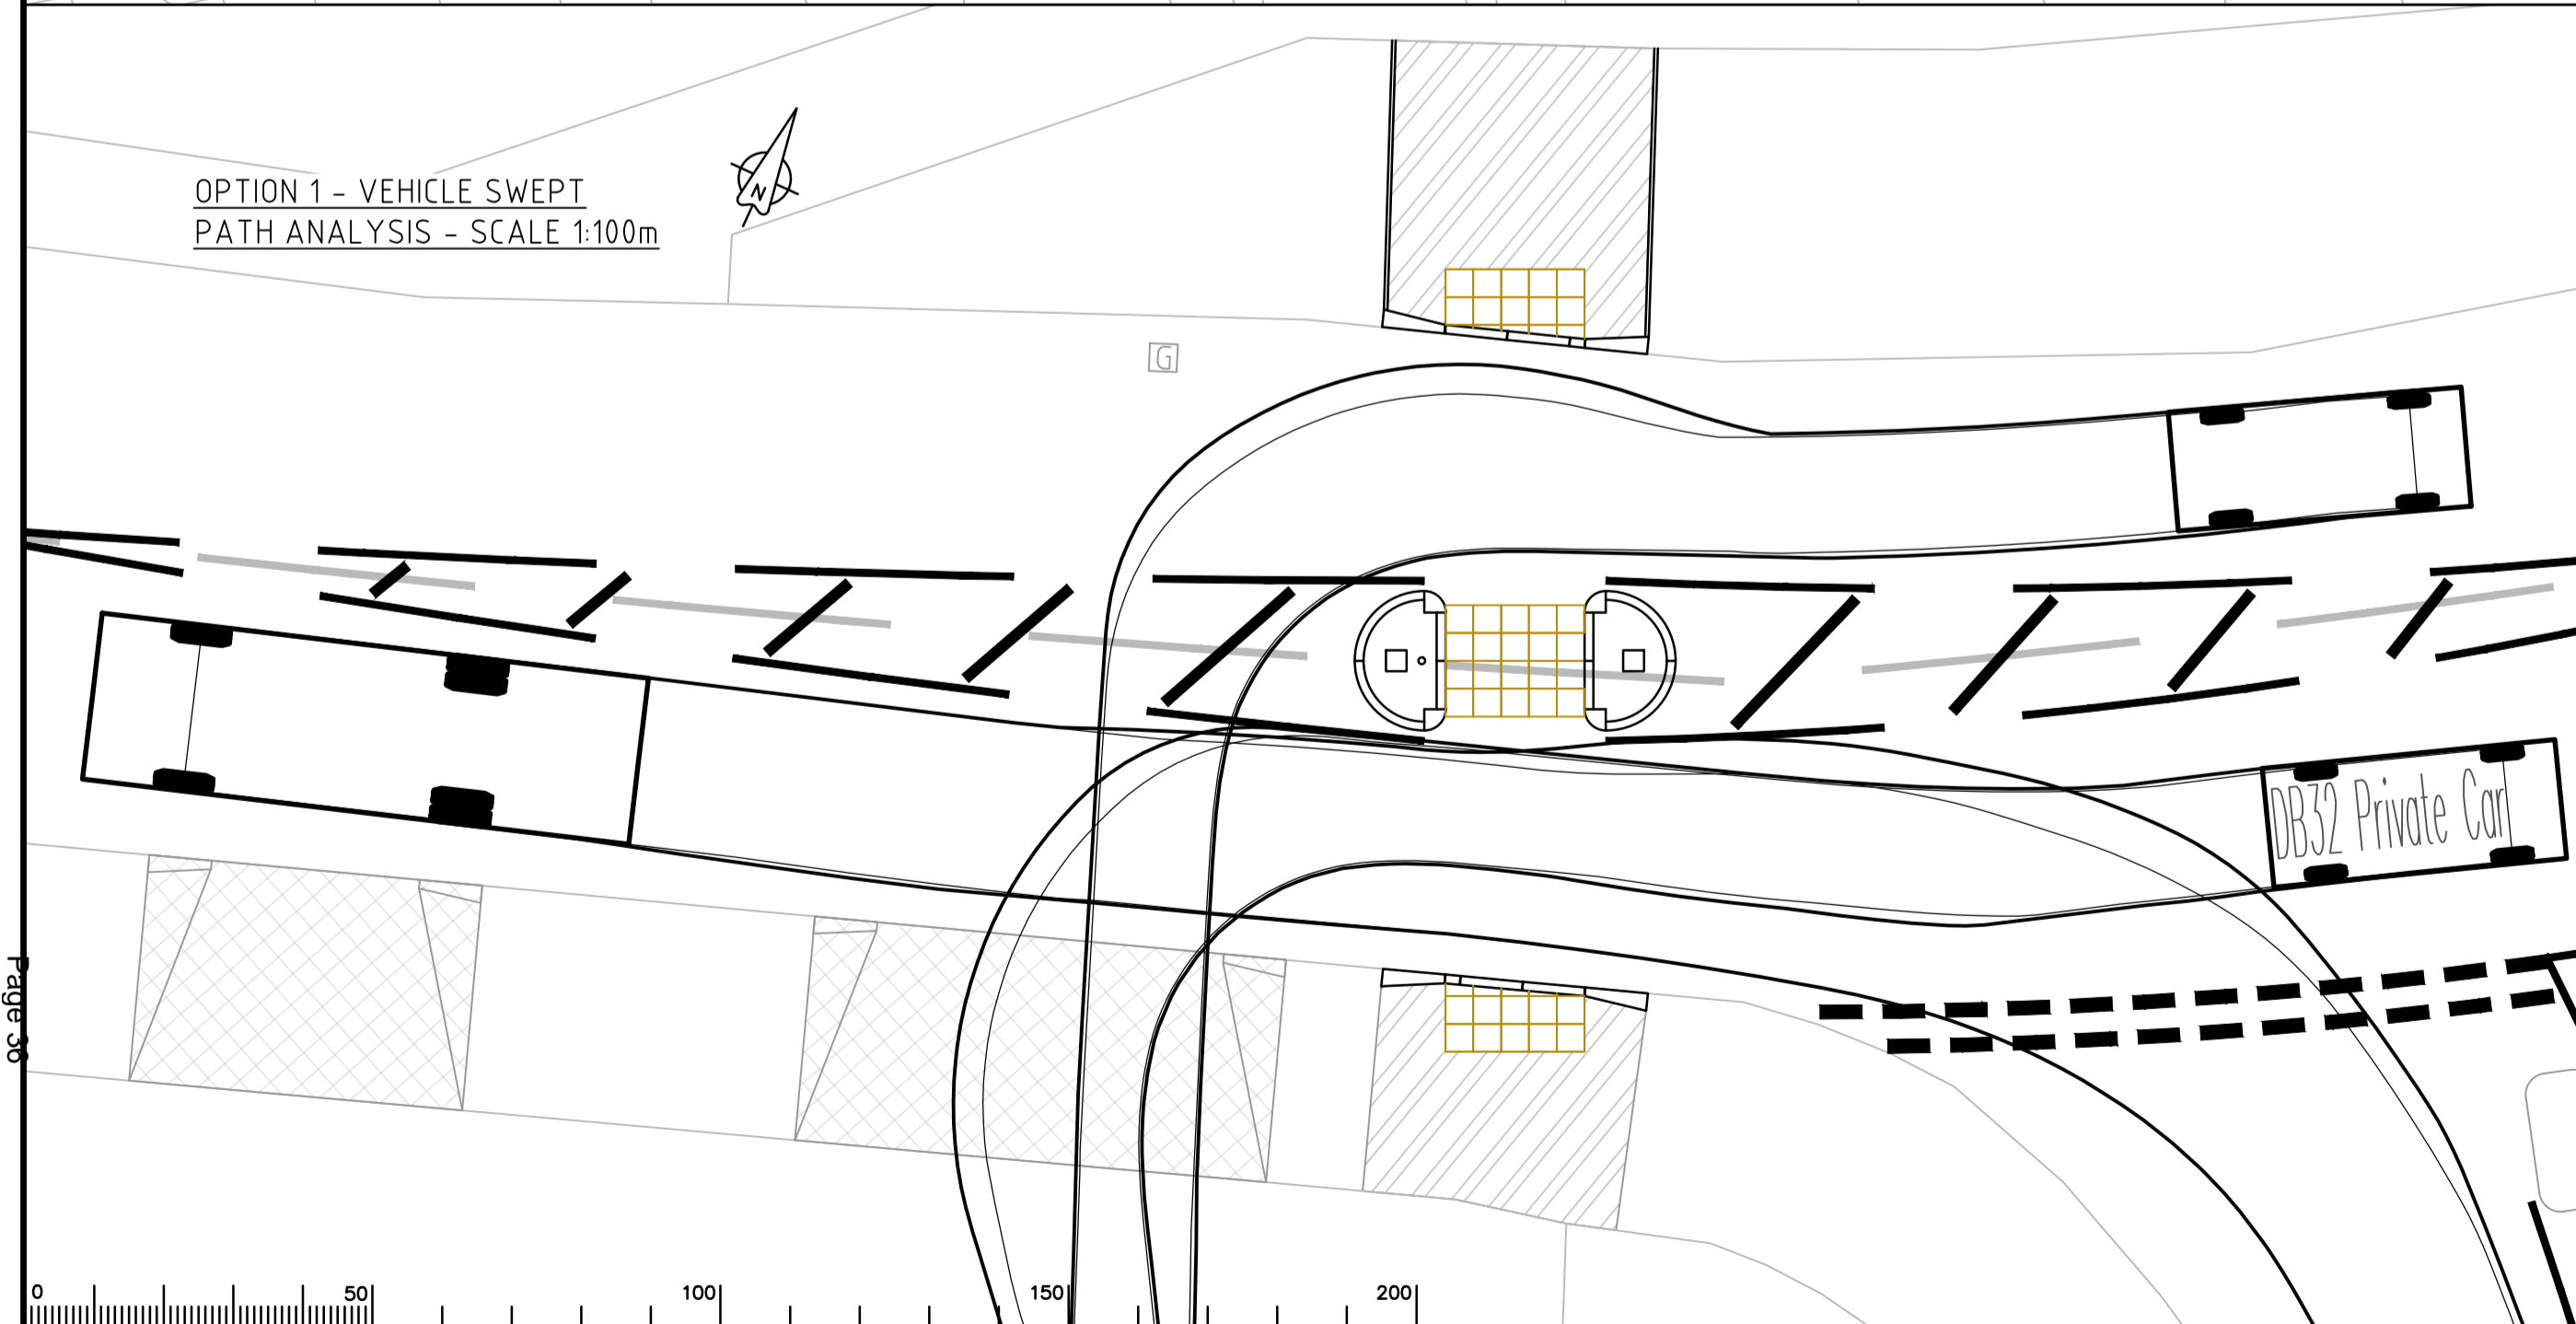 OPTION 1 - VEHICLE SWEPT
PATH ANALYSIS - SCALE 1:100m
N
G
DB32 Private Car
Page 36
0
50
100
150
200